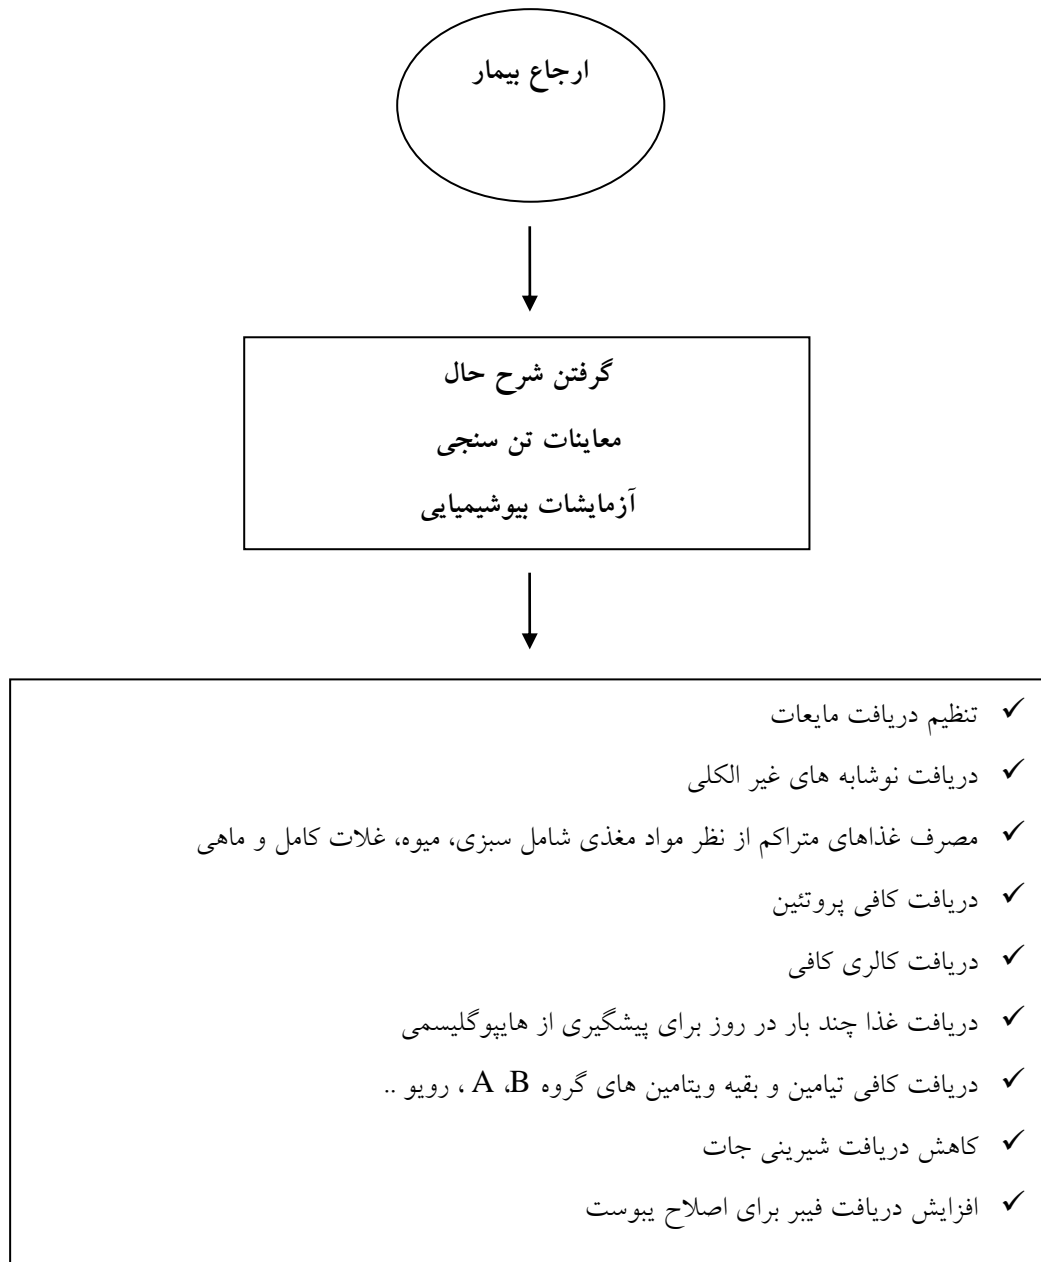 ارجاع بیمار
گرفتن شرح حال
معاینات تن سنجی
آزمایشات بیوشیمیایی
✓ تنظیم دریافت مایعات
✓ دریافت نوشابه های غیر الکلی
✓ مصرف غذاهای متراکم از نظر مواد مغذی شامل سبزی، میوه، غلات کامل و ماهی
✓ دریافت کافی پروتئین
✓ دریافت کالری کافی
✓ دریافت غذا چند بار در روز برای پیشگیری از هایپوگلیسمی
✓ دریافت کافی تیامین و بقیه ویتامین های گروه B، A ، رویو ..
✓ کاهش دریافت شیرینی جات
✓ افزایش دریافت فیبر برای اصلاح یبوست